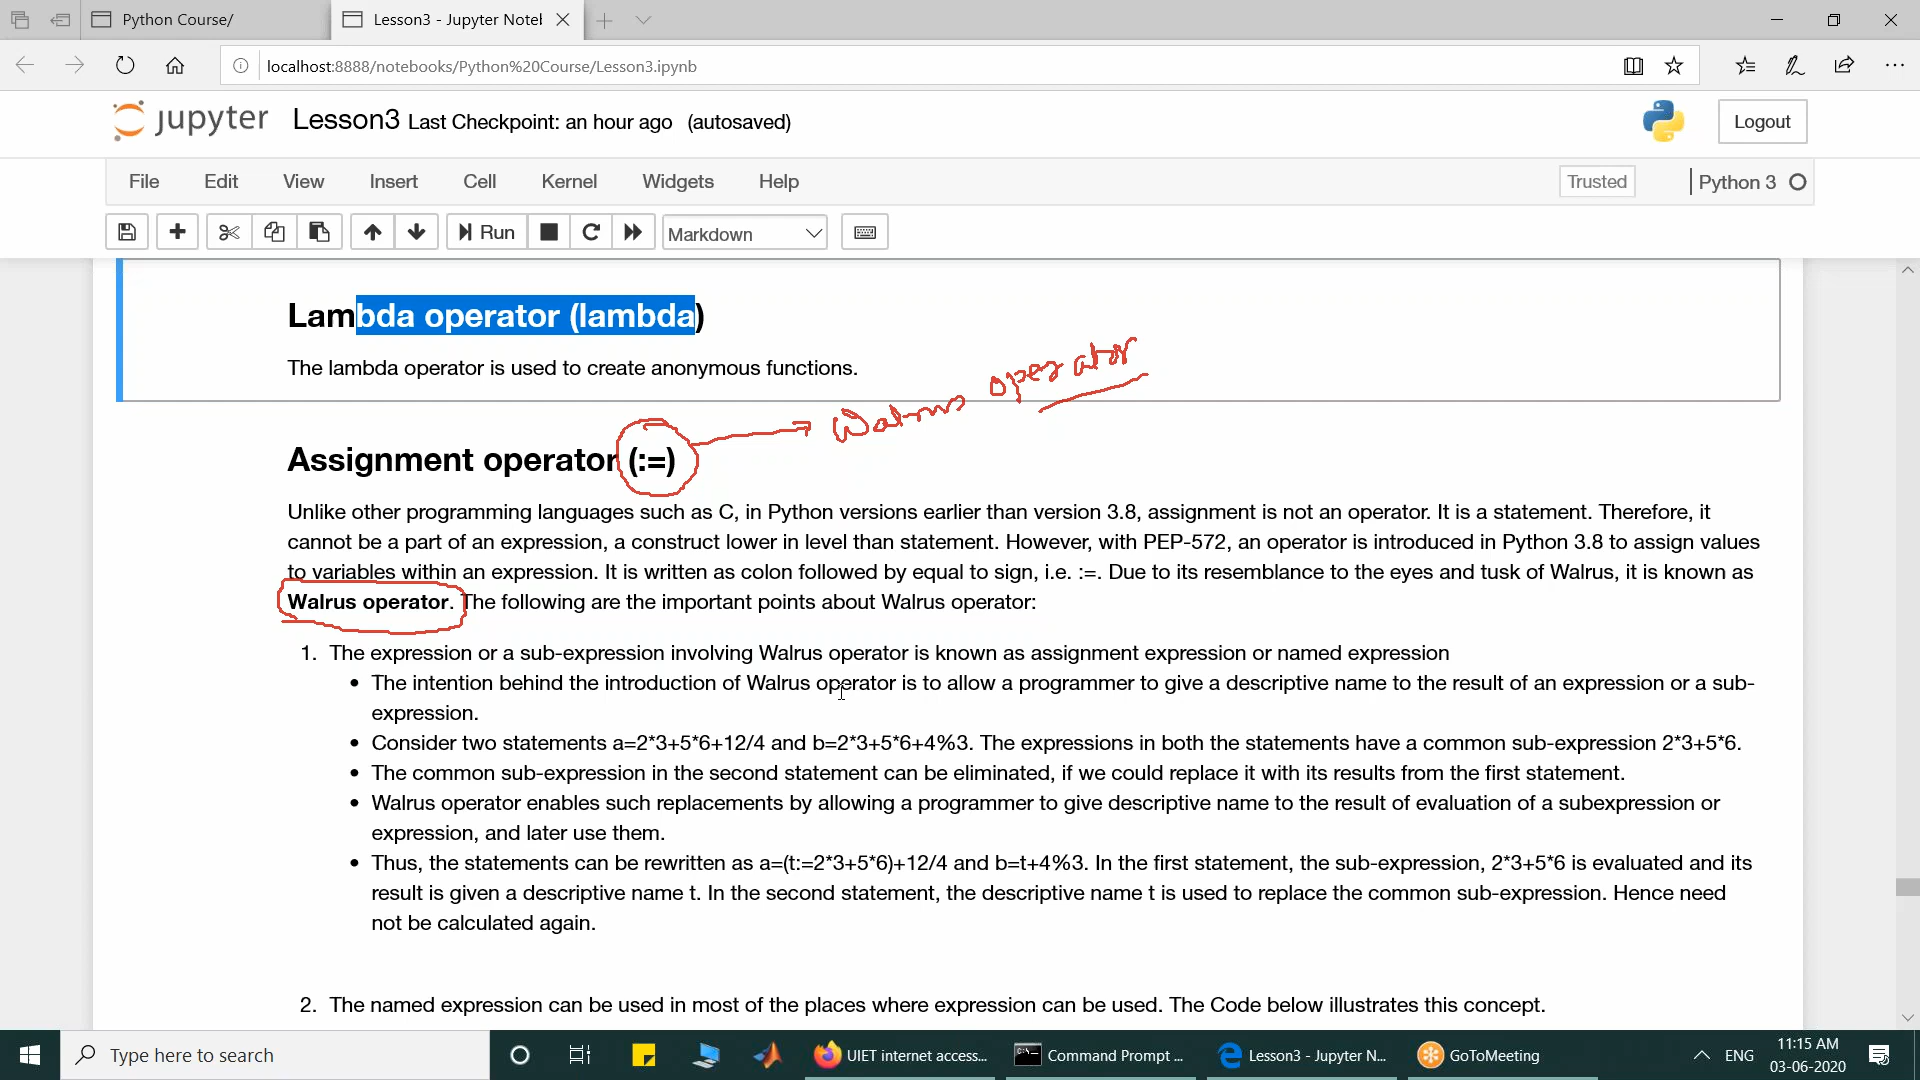 Python Course/
Lesson3 - Jupyter Notel
localhost:8888/notebooks/Python%20Course/Lesson3.ipynb
jupyter Lesson3 Last Checkpoint: an hour ago (autosaved)
Logout
File Edit View Insert Cell Kernel Widgets Help
Trusted
Python 3
Run
Markdown
Lambda operator (lambda)
The lambda operator is used to create anonymous functions.
Walrus operator
Assignment operator (:=)
Unlike other programming languages such as C, in Python versions earlier than version 3.8, assignment is not an operator. It is a statement. Therefore, it
cannot be a part of an expression, a construct lower in level than statement. However, with PEP-572, an operator is introduced in Python 3.8 to assign values
to variables within an expression. It is written as colon followed by equal to sign, i.e. :=. Due to its resemblance to the eyes and tusk of Walrus, it is known as
Walrus operator. The following are the important points about Walrus operator:
1. The expression or a sub-expression involving Walrus operator is known as assignment expression or named expression
• The intention behind the introduction of Walrus operator is to allow a programmer to give a descriptive name to the result of an expression or a sub-
expression.
• Consider two statements a=2*3+5*6+12/4 and b=2*3+5*6+4%3. The expressions in both the statements have a common sub-expression 2*3+5*6.
• The common sub-expression in the second statement can be eliminated, if we could replace it with its results from the first statement.
• Walrus operator enables such replacements by allowing a programmer to give descriptive name to the result of evaluation of a subexpression or
expression, and later use them.
• Thus, the statements can be rewritten as a=(t:=2*3+5*6)+12/4 and b=t+4%3. In the first statement, the sub-expression, 2*3+5*6 is evaluated and its
result is given a descriptive name t. In the second statement, the descriptive name t is used to replace the common sub-expression. Hence need
not be calculated again.
2. The named expression can be used in most of the places where expression can be used. The Code below illustrates this concept.
Type here to search
UIET internet access...
Command Prompt ...
Lesson3 - Jupyter N...
GoToMeeting
ENG
11:15 AM
03-06-2020